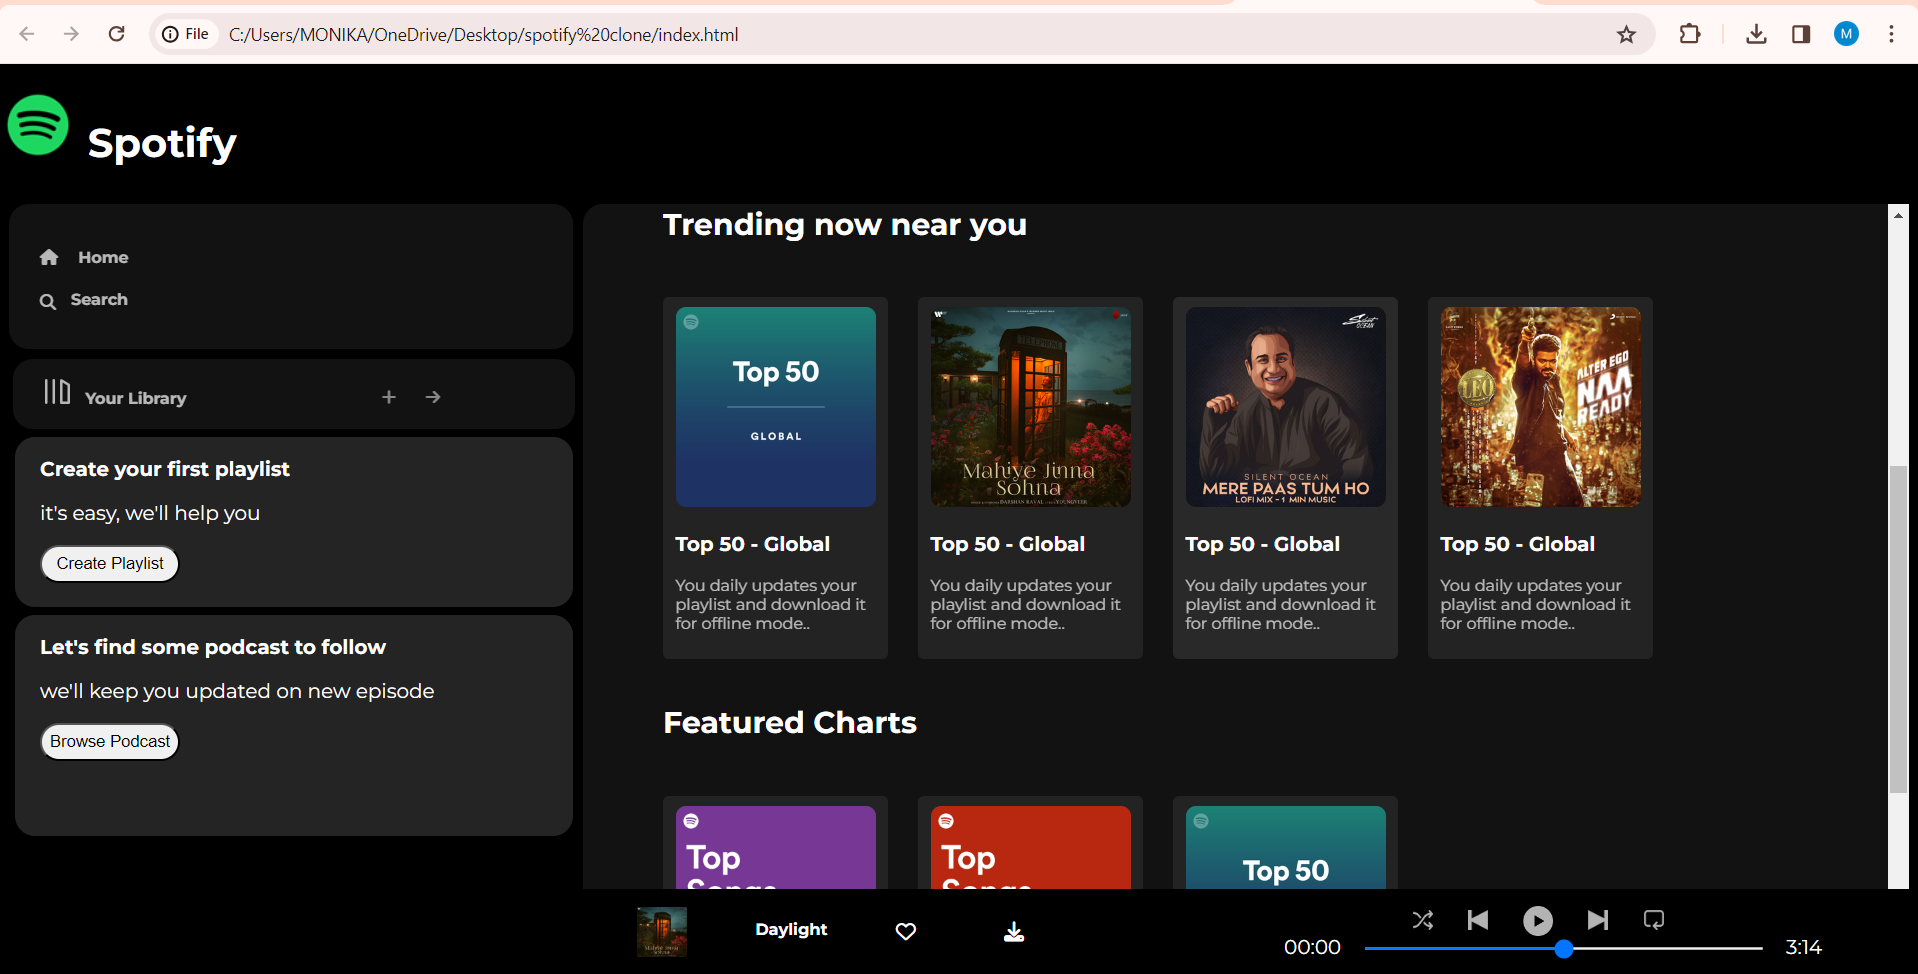 File
C:/Users/MONIKA/OneDrive/Desktop/spotify%20clone/index.html
M
Spotify
Home
Search
Your Library
Create your first playlist
it's easy, we'll help you
Create Playlist
Let's find some podcast to follow
we'll keep you updated on new episode
Browse Podcast
Trending now near you
Top 50
GLOBAL
Top 50 - Global
You daily updates your
playlist and download it
for offline mode..
TELEPHONE
Mahiye Jinna
Sohna
Top 50 - Global
You daily updates your
playlist and download it
for offline mode..
Silent
OCEAN
SILENT OCEAN
MERE PAAS TUM HO
LOFI MIX - 1 MIN MUSIC
Top 50 - Global
You daily updates your
playlist and download it
for offline mode..
LEO
ALTER EGO
NAA
READY
Top 50 - Global
You daily updates your
playlist and download it
for offline mode..
Featured Charts
Top
Songs
Top
Songs
Top 50
Daylight
00:00
3:14